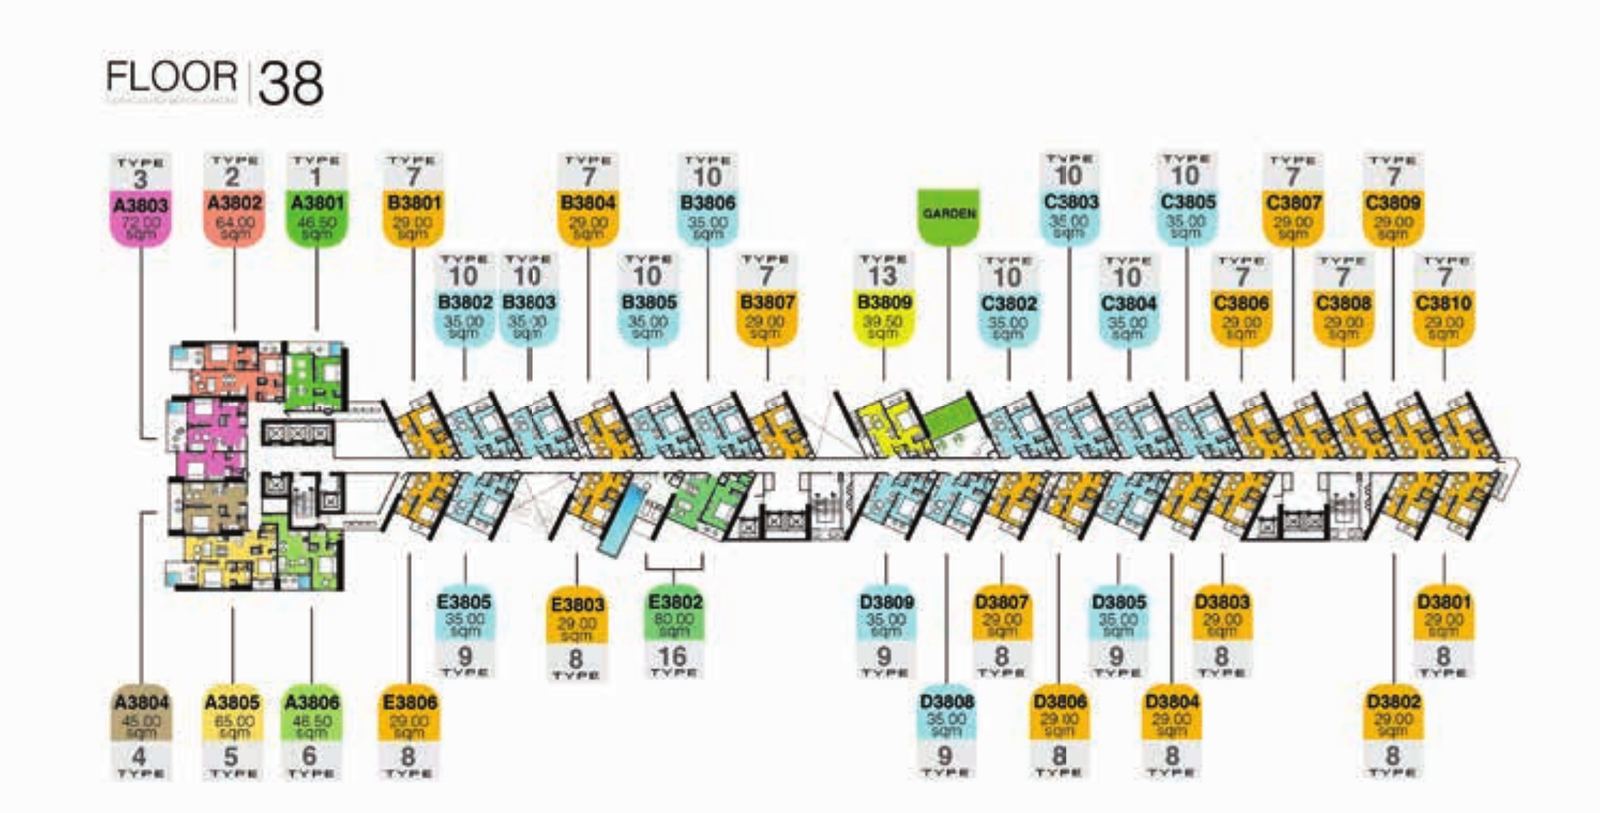 FLOOR 38
TYPE
3
A3803
72.00
sqm
TYPE
2
A3802
64.00
sqm
TYPE
1
A3801
46.50
sqm
TYPE
7
B3801
29.00
sqm
TYPE
7
B3804
29.00
sqm
TYPE
10
B3806
35.00
sqm
GARDEN
TYPE
10
C3803
35.00
sqm
TYPE
10
C3805
35.00
sqm
TYPE
7
C3807
29.00
sqm
TYPE
7
C3809
29.00
sqm
TYPE
10
B3802
35.00
sqm
TYPE
10
B3803
35.00
sqm
TYPE
10
B3805
35.00
sqm
TYPE
7
B3807
29.00
sqm
TYPE
13
B3809
39.50
sqm
TYPE
10
C3802
35.00
sqm
TYPE
10
C3804
35.00
sqm
TYPE
7
C3806
29.00
sqm
TYPE
7
C3808
29.00
sqm
TYPE
7
C3810
29.00
sqm
E3805
35.00
sqm
9
TYPE
E3803
29.00
sqm
8
TYPE
E3802
80.00
sqm
16
TYPE
D3809
35.00
sqm
9
TYPE
D3807
29.00
sqm
8
TYPE
D3805
35.00
sqm
9
TYPE
D3803
29.00
sqm
8
TYPE
D3801
29.00
sqm
8
TYPE
A3804
45.00
sqm
4
TYPE
A3805
65.00
sqm
5
TYPE
A3806
46.50
sqm
6
TYPE
E3806
29.00
sqm
8
TYPE
D3808
35.00
sqm
9
TYPE
D3806
29.00
sqm
8
TYPE
D3804
29.00
sqm
8
TYPE
D3802
29.00
sqm
8
TYPE